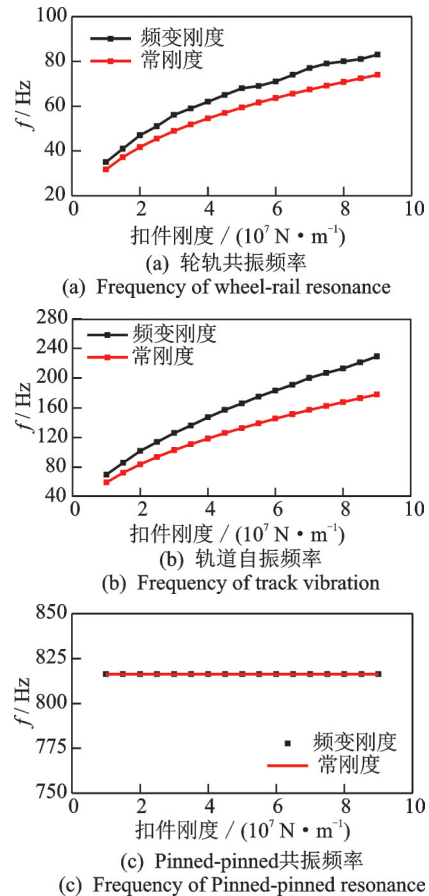 100
80
60
40
20
f / Hz
频变刚度
常刚度
0 2 4 6 8 10
扣件刚度 / (10⁷ N·m⁻¹)
(a) 轮轨共振频率
(a) Frequency of wheel-rail resonance
280
240
200
160
120
80
40
f / Hz
频变刚度
常刚度
0 2 4 6 8 10
扣件刚度 / (10⁷ N·m⁻¹)
(b) 轨道自振频率
(b) Frequency of track vibration
850
825
800
775
750
f / Hz
频变刚度
常刚度
0 2 4 6 8 10
扣件刚度 / (10⁷ N·m⁻¹)
(c) Pinned-pinned共振频率
(c) Frequency of Pinned-pinned resonance